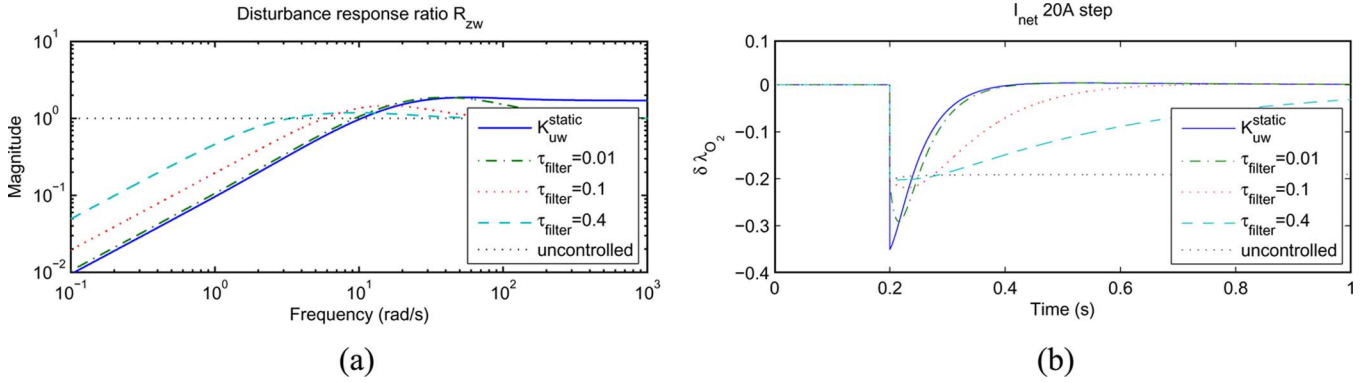 Disturbance response ratio R_zw
Magnitude
10^1
10^0
10^-1
10^-2
10^-1
10^0
10^1
10^2
10^3
Frequency (rad/s)
K_uw^static
τ_filter=0.01
τ_filter=0.1
τ_filter=0.4
uncontrolled
(a)
I_net 20A step
δ λ_O_2
0.1
0
−0.1
−0.2
−0.3
−0.4
0
0.2
0.4
0.6
0.8
1
Time (s)
K_uw^static
τ_filter=0.01
τ_filter=0.1
τ_filter=0.4
uncontrolled
(b)